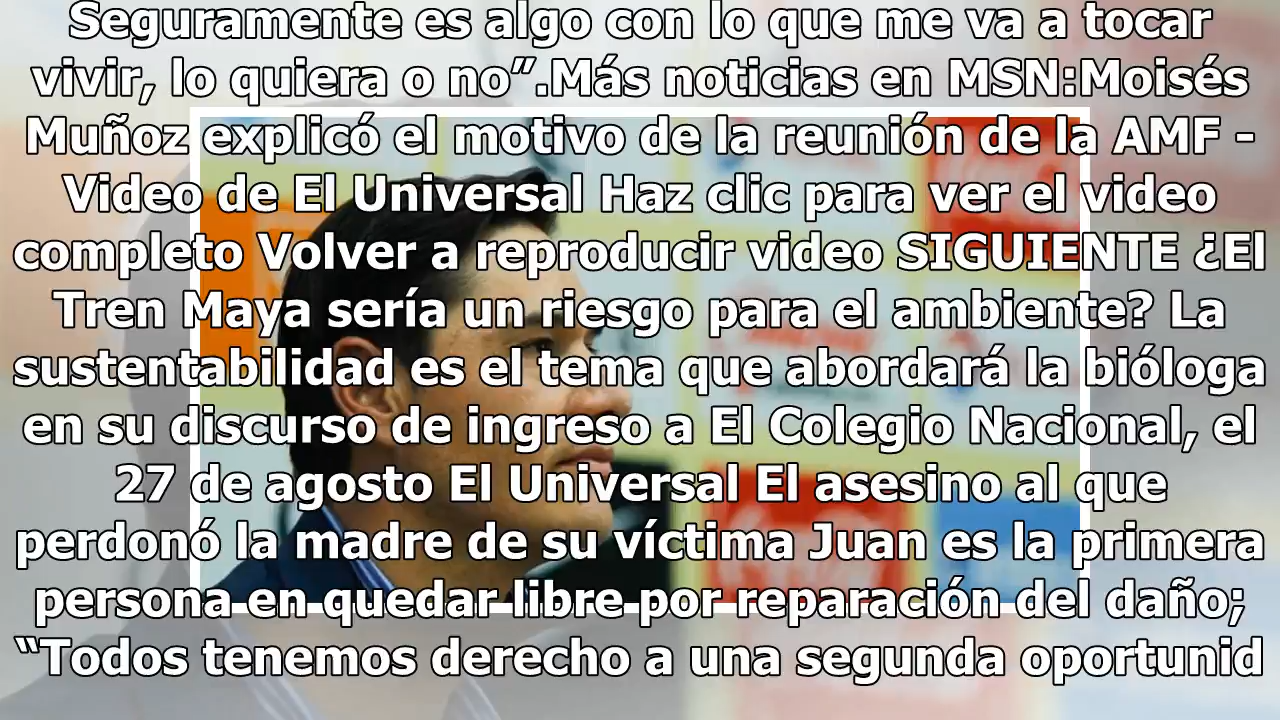 Seguramente es algo con lo que me va a tocar
vivir, lo quiera o no”.Más noticias en MSN:Moisés
Muñoz explicó el motivo de la reunión de la AMF -
Video de El Universal Haz clic para ver el video
completo Volver a reproducir video SIGUIENTE ¿El
Tren Maya sería un riesgo para el ambiente? La
sustentabilidad es el tema que abordará la bióloga
en su discurso de ingreso a El Colegio Nacional, el
27 de agosto El Universal El asesino al que
perdonó la madre de su víctima Juan es la primera
persona en quedar libre por reparación del daño;
“Todos tenemos derecho a una segunda oportunid